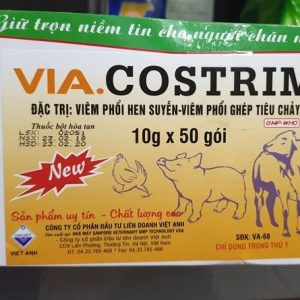 Giữ trọn niềm tin cho người chăn n
VIA.COSTRIM
ĐẶC TRỊ: VIÊM PHỔI HEN SUYỄN-VIÊM PHỔI GHÉP TIÊU CHẢY
Thuốc bột hòa tan
10g x 50 gói
GMP-WHO
New
Sản phẩm uy tín - Chất lượng cao
CÔNG TY CỔ PHẦN ĐẦU TƯ LIÊN DOANH VIỆT ANH
VIET ANH
SĐK: VA-68
CHỈ DÙNG TRONG THÚ Y